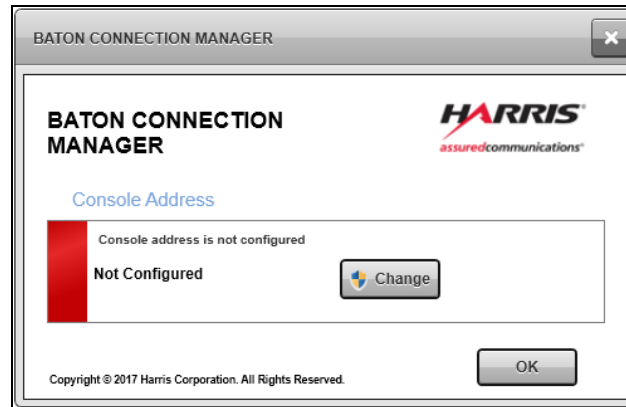 BATON CONNECTION MANAGER
BATON CONNECTION
MANAGER
HARRIS®
assuredcommunications®
Console Address
Console address is not configured
Not Configured
Change
OK
Copyright © 2017 Harris Corporation. All Rights Reserved.